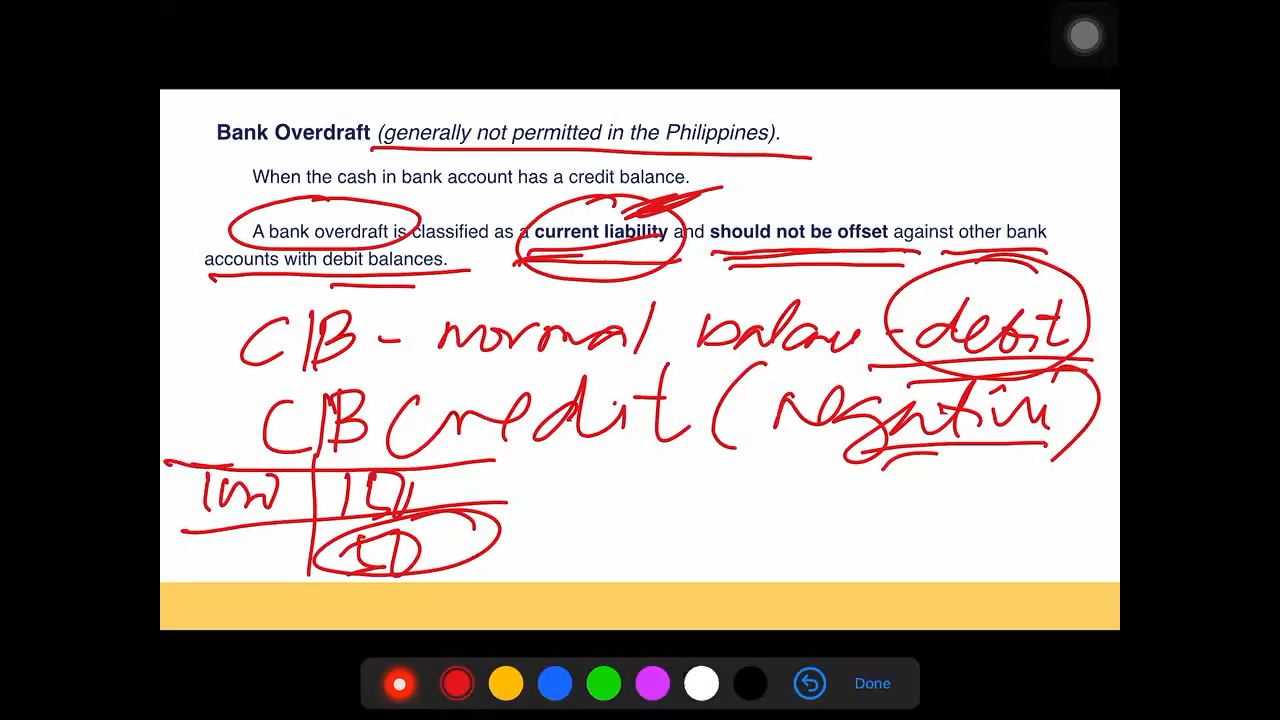 Bank Overdraft (generally not permitted in the Philippines).
When the cash in bank account has a credit balance.
A bank overdraft is classified as a current liability and should not be offset against other bank
accounts with debit balances.
C/B - normal balance - debit
C/B credit (negative)
Done